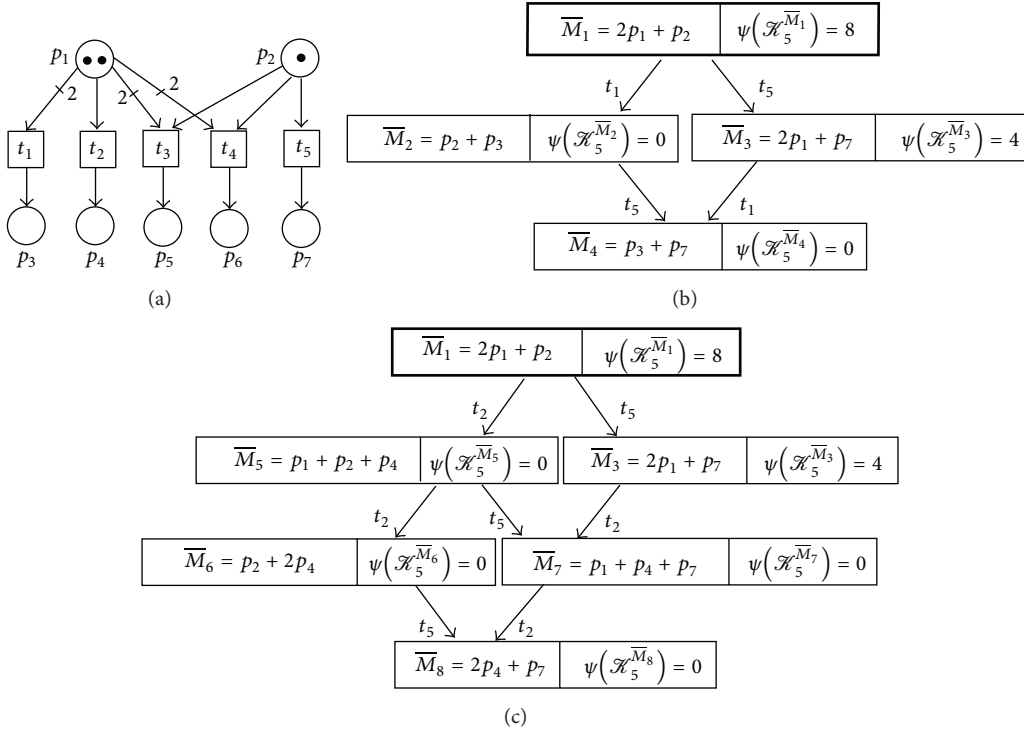 p₁ p₂
2 2 2
t₁ t₂ t₃ t₄ t₅
p₃ p₄ p₅ p₆ p₇
(a)
M̅₁ = 2p₁ + p₂ ψ(𝒦₅^M̅₁) = 8
t₁ t₅
M̅₂ = p₂ + p₃ ψ(𝒦₅^M̅₂) = 0 M̅₃ = 2p₁ + p₇ ψ(𝒦₅^M̅₃) = 4
t₅ t₁
M̅₄ = p₃ + p₇ ψ(𝒦₅^M̅₄) = 0
(b)
M̅₁ = 2p₁ + p₂ ψ(𝒦₅^M̅₁) = 8
t₂ t₅
M̅₅ = p₁ + p₂ + p₄ ψ(𝒦₅^M̅₅) = 0 M̅₃ = 2p₁ + p₇ ψ(𝒦₅^M̅₃) = 4
t₂ t₅ t₂
M̅₆ = p₂ + 2p₄ ψ(𝒦₅^M̅₆) = 0 M̅₇ = p₁ + p₄ + p₇ ψ(𝒦₅^M̅₇) = 0
t₅ t₂
M̅₈ = 2p₄ + p₇ ψ(𝒦₅^M̅₈) = 0
(c)